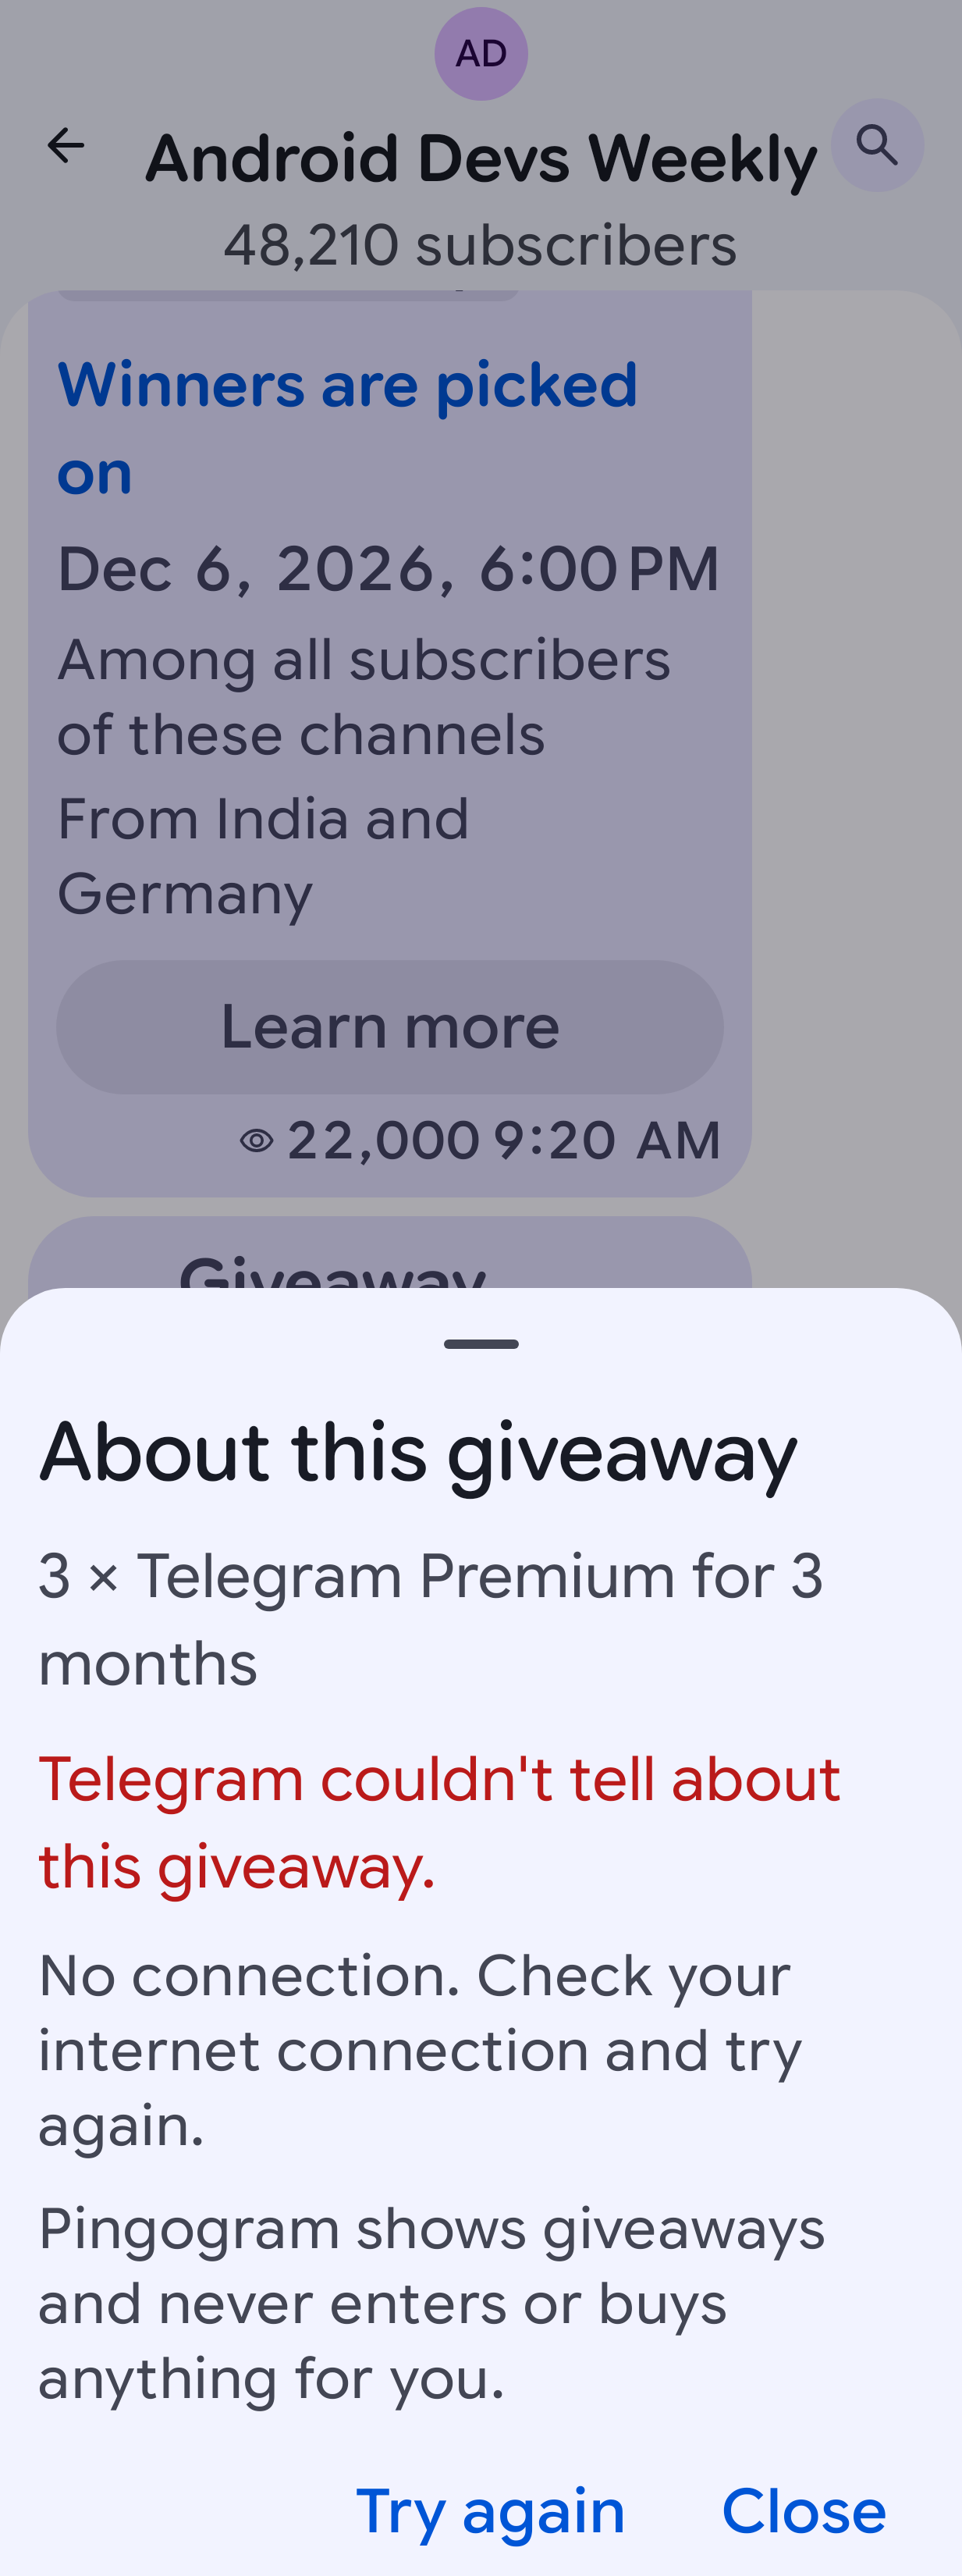 AD
Android Devs Weekly
48,210 subscribers
Winners are picked
on
Dec 6, 2026, 6:00 PM
Among all subscribers
of these channels
From India and
Germany
Learn more
22,000 9:20 AM
Giveaway
About this giveaway
3 × Telegram Premium for 3
months
Telegram couldn't tell about
this giveaway.
No connection. Check your
internet connection and try
again.
Pingogram shows giveaways
and never enters or buys
anything for you.
Try again Close